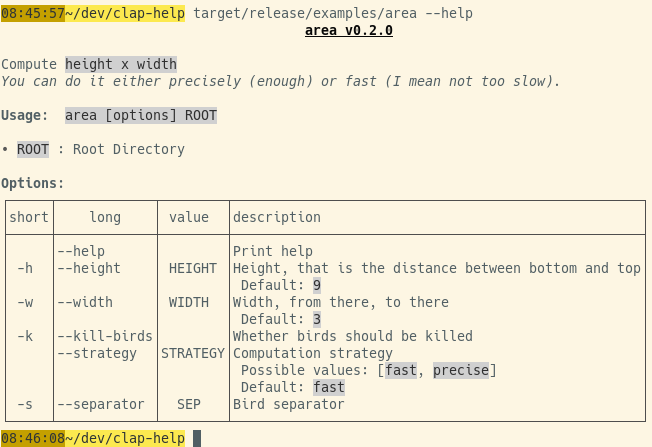 08:45:57~/dev/clap-help target/release/examples/area --help
area v0.2.0
Compute height x width
You can do it either precisely (enough) or fast (I mean not too slow).
Usage: area [options] ROOT
• ROOT : Root Directory
Options:
short long value description
--help Print help
-h --height HEIGHT Height, that is the distance between bottom and top
Default: 9
-w --width WIDTH Width, from there, to there
Default: 3
-k --kill-birds Whether birds should be killed
--strategy STRATEGY Computation strategy
Possible values: [fast, precise]
Default: fast
-s --separator SEP Bird separator
08:46:08~/dev/clap-help